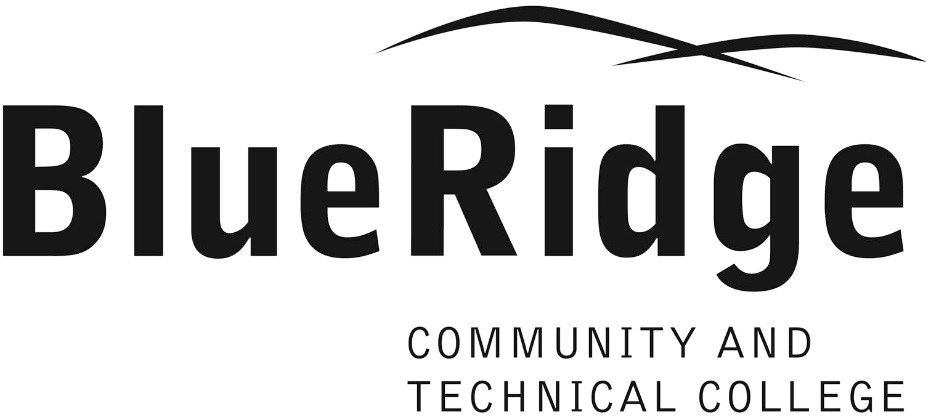 BlueRidge
COMMUNITY AND
TECHNICAL COLLEGE